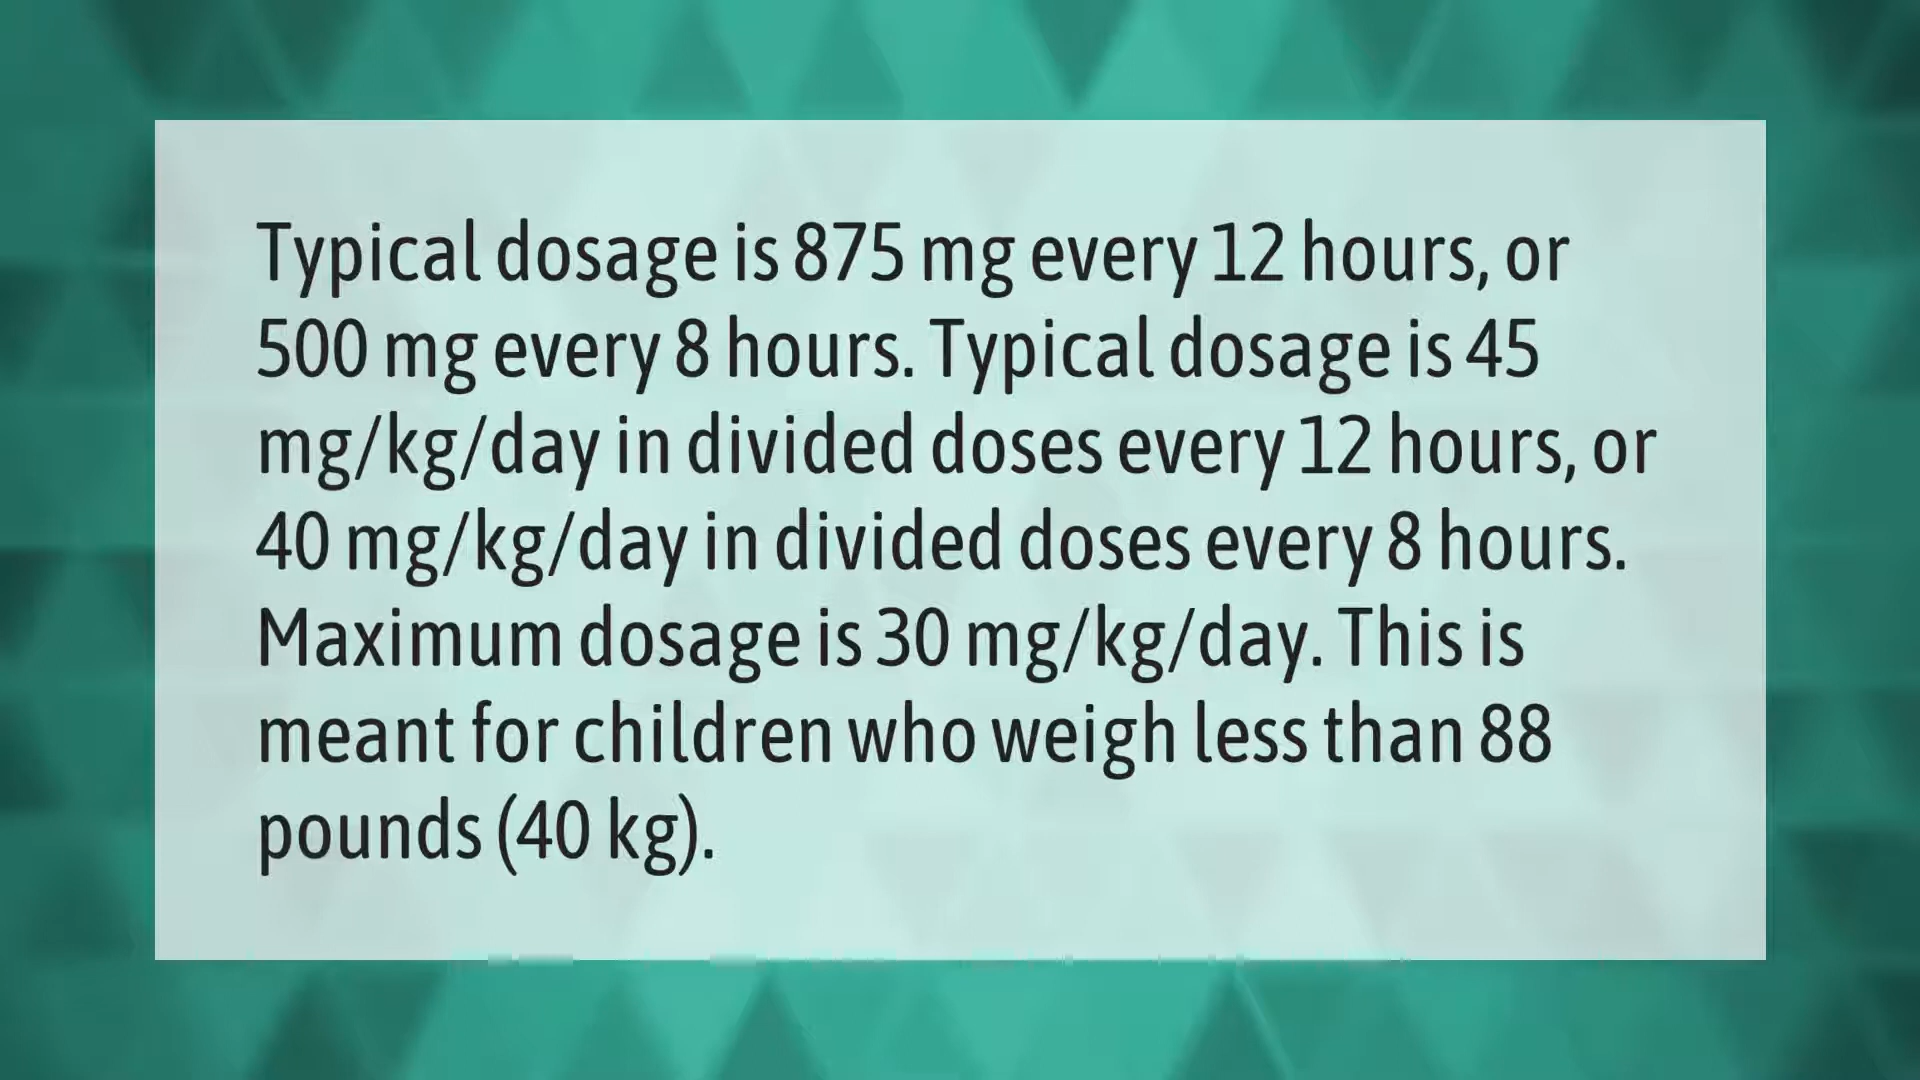 Typical dosage is 875 mg every 12 hours, or
500 mg every 8 hours. Typical dosage is 45
mg/kg/day in divided doses every 12 hours, or
40 mg/kg/day in divided doses every 8 hours.
Maximum dosage is 30 mg/kg/day. This is
meant for children who weigh less than 88
pounds (40 kg).